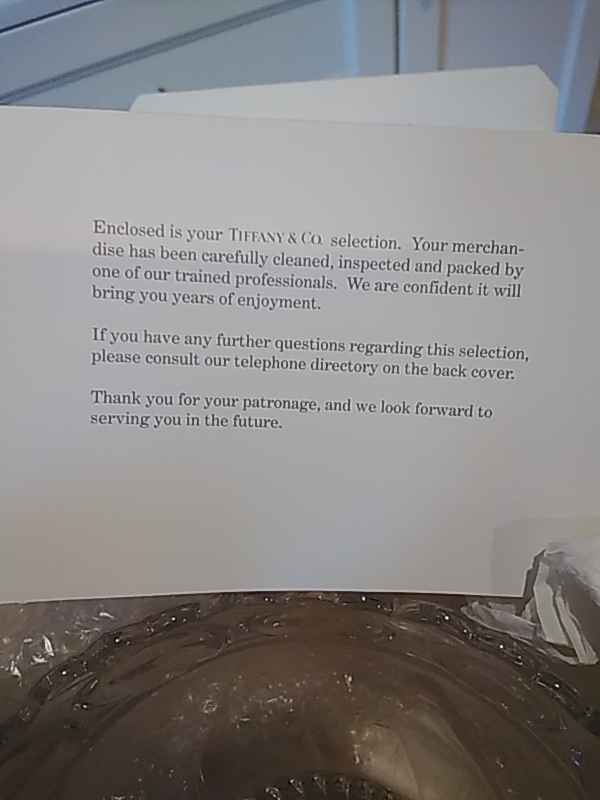 Enclosed is your TIFFANY & CO. selection. Your merchan-
dise has been carefully cleaned, inspected and packed by
one of our trained professionals. We are confident it will
bring you years of enjoyment.
If you have any further questions regarding this selection,
please consult our telephone directory on the back cover.
Thank you for your patronage, and we look forward to
serving you in the future.